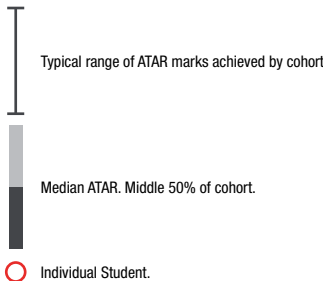 Typical range of ATAR marks achieved by cohort
Median ATAR. Middle 50% of cohort.
Individual Student.